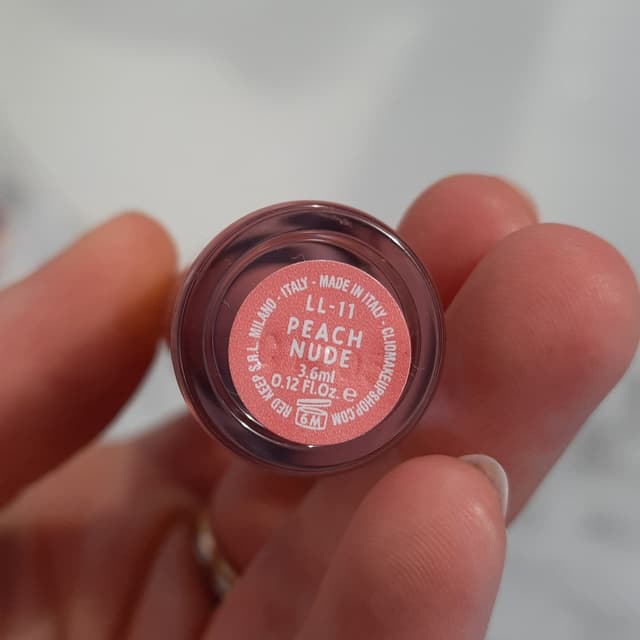 RED KEEP S.R.L. MILANO - ITALY - MADE IN ITALY - CLIOMAKEUPSHOP.COM
LL-11
PEACH
NUDE
3.6ml
0.12 Fl.Oz. e
6M